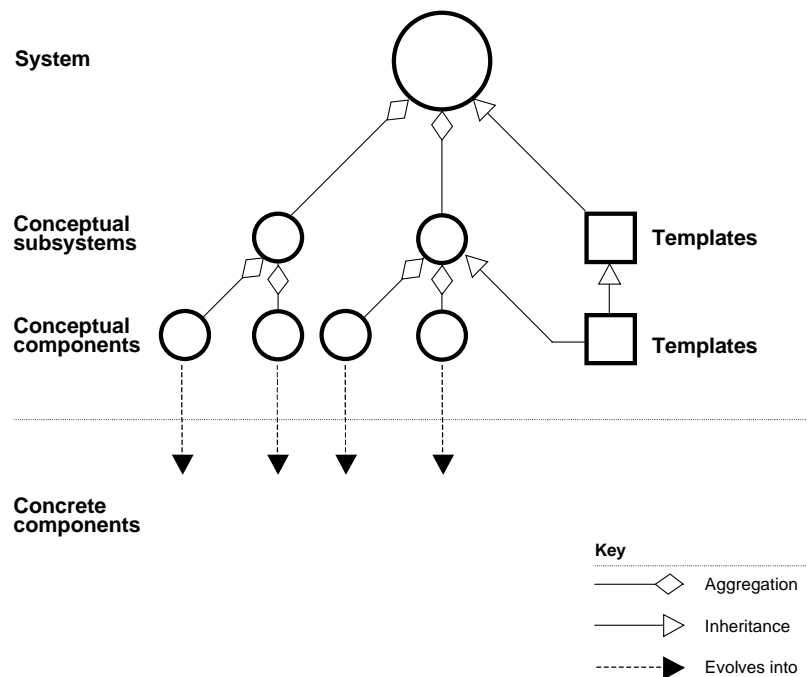 System
Conceptual
subsystems
Templates
Conceptual
components
Templates
Concrete
components
Key
Aggregation
Inheritance
Evolves into